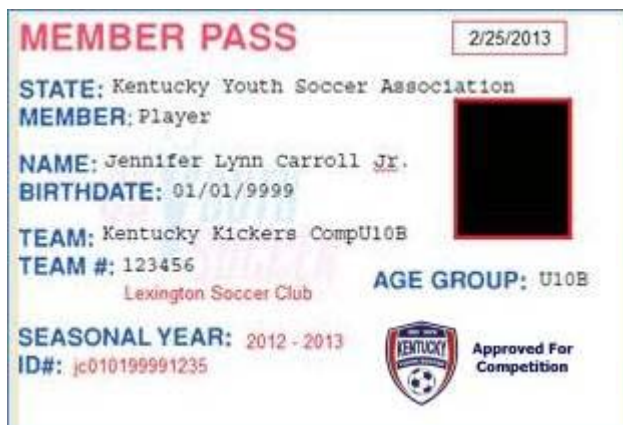 MEMBER PASS
2/25/2013
STATE: Kentucky Youth Soccer Association
MEMBER: Player
NAME: Jennifer Lynn Carroll Jr.
BIRTHDATE: 01/01/9999
TEAM: Kentucky Kickers CompU10B
TEAM #: 123456
Lexington Soccer Club
AGE GROUP: U10B
SEASONAL YEAR: 2012 - 2013
ID#: jc010199991235
KENTUCKY
Approved For
Competition